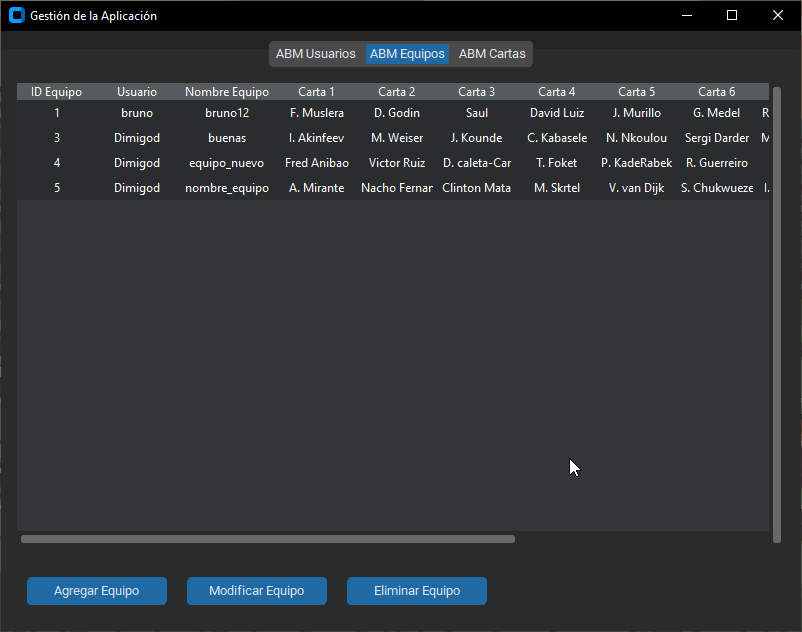 Gestión de la Aplicación
ABM Usuarios ABM Equipos ABM Cartas
ID Equipo Usuario Nombre Equipo Carta 1 Carta 2 Carta 3 Carta 4 Carta 5 Carta 6
1 bruno bruno12 F. Muslera D. Godin Saul David Luiz J. Murillo G. Medel R
3 Dimigod buenas I. Akinfeev M. Weiser J. Kounde C. Kabasele N. Nkoulou Sergi Darder M
4 Dimigod equipo_nuevo Fred Anibao Victor Ruiz D. caleta-Car T. Foket P. KadeRabek R. Guerreiro
5 Dimigod nombre_equipo A. Mirante Nacho Fernar Clinton Mata M. Skrtel V. van Dijk S. Chukwueze I.
Agregar Equipo Modificar Equipo Eliminar Equipo